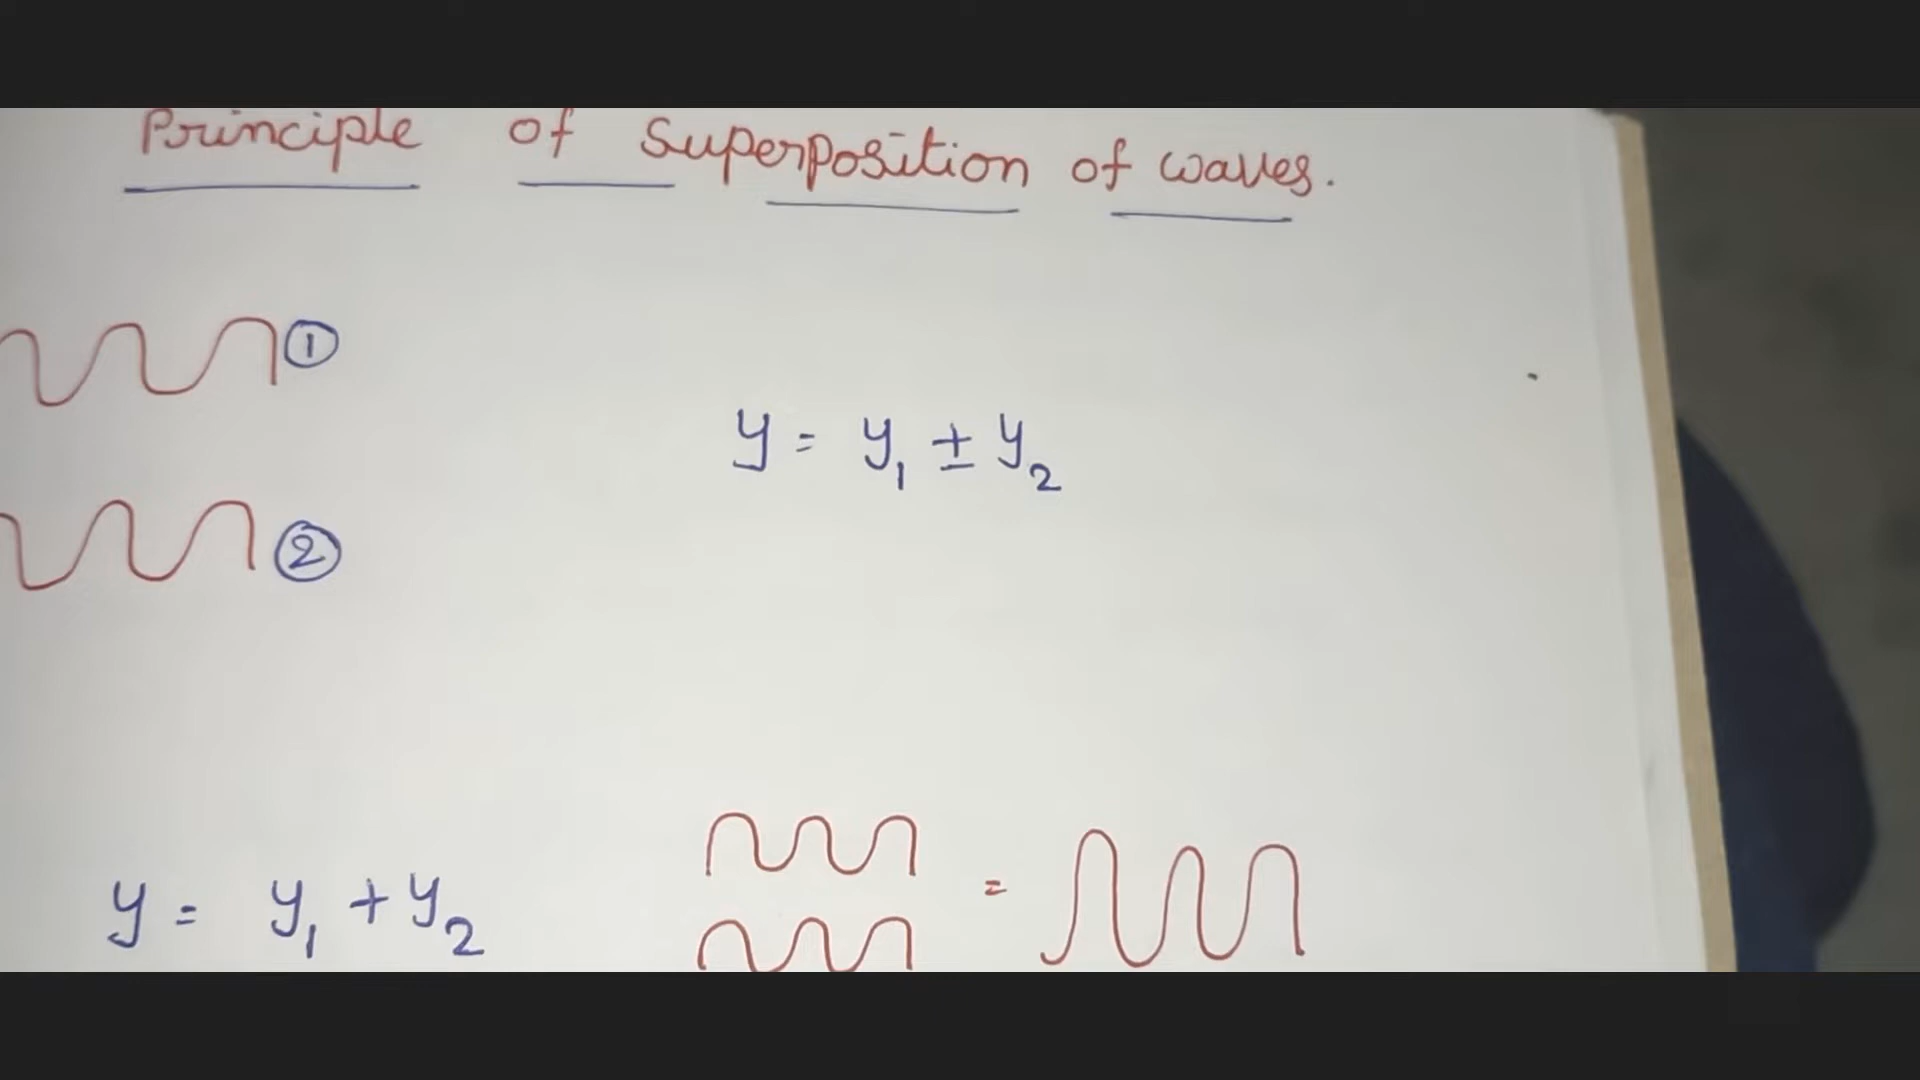 Principle of Superposition of waves.
①
y = y₁ ± y₂
②
y = y₁ + y₂
=